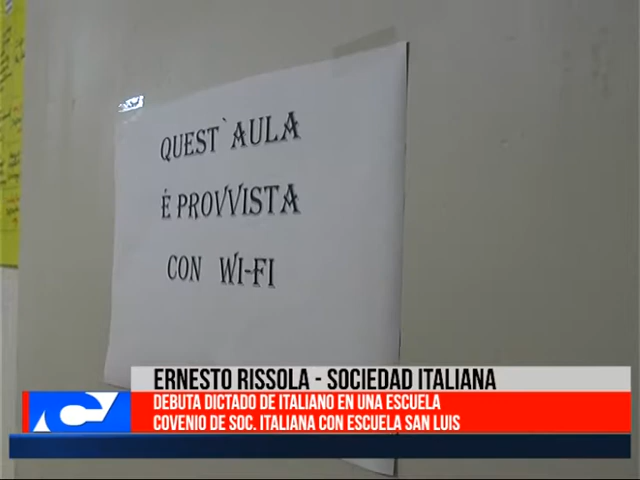 QUEST`AULA
É PROVVISTA
CON WI-FI
ERNESTO RISSOLA - SOCIEDAD ITALIANA
DEBUTA DICTADO DE ITALIANO EN UNA ESCUELA
COVENIO DE SOC. ITALIANA CON ESCUELA SAN LUIS